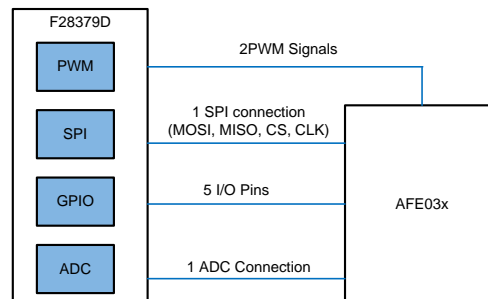 F28379D
PWM
2PWM Signals
SPI
1 SPI connection
(MOSI, MISO, CS, CLK)
GPIO
5 I/O Pins
AFE03x
ADC
1 ADC Connection